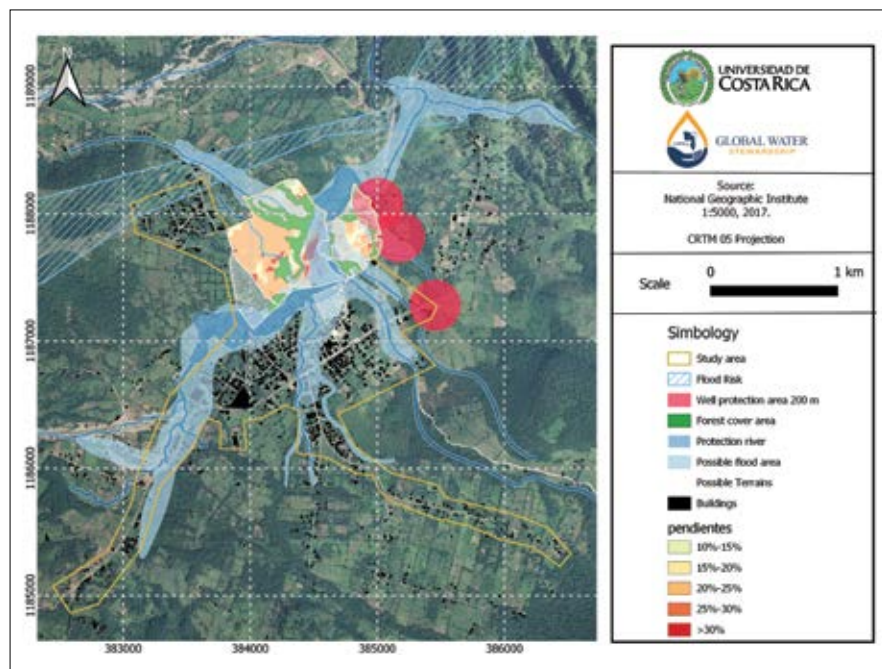 N
1189000
1188000
1187000
1186000
1185000
383000
384000
385000
386000
UNIVERSIDAD DE
COSTA RICA
GLOBAL WATER
STEWARDSHIP
Source:
National Geographic Institute
1:5000, 2017.
CRTM 05 Projection
Scale
0
1 km
Simbology
Study area
Flood Risk
Well protection area 200 m
Forest cover area
Protection river
Possible flood area
Possible Terrains
Buildings
pendientes
10%-15%
15%-20%
20%-25%
25%-30%
>30%